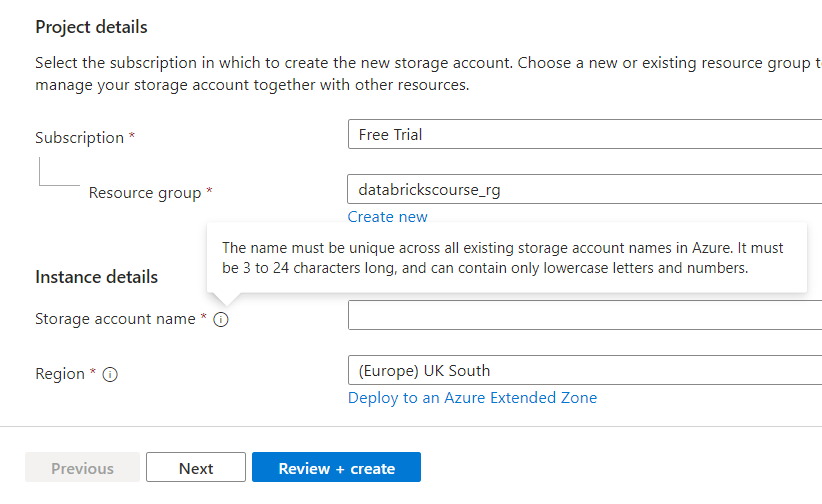 Project details
Select the subscription in which to create the new storage account. Choose a new or existing resource group
manage your storage account together with other resources.
Subscription *
Free Trial
Resource group *
databrickscourse_rg
Create new
The name must be unique across all existing storage account names in Azure. It must
be 3 to 24 characters long, and can contain only lowercase letters and numbers.
Instance details
Storage account name *
Region *
(Europe) UK South
Deploy to an Azure Extended Zone
Previous
Next
Review + create